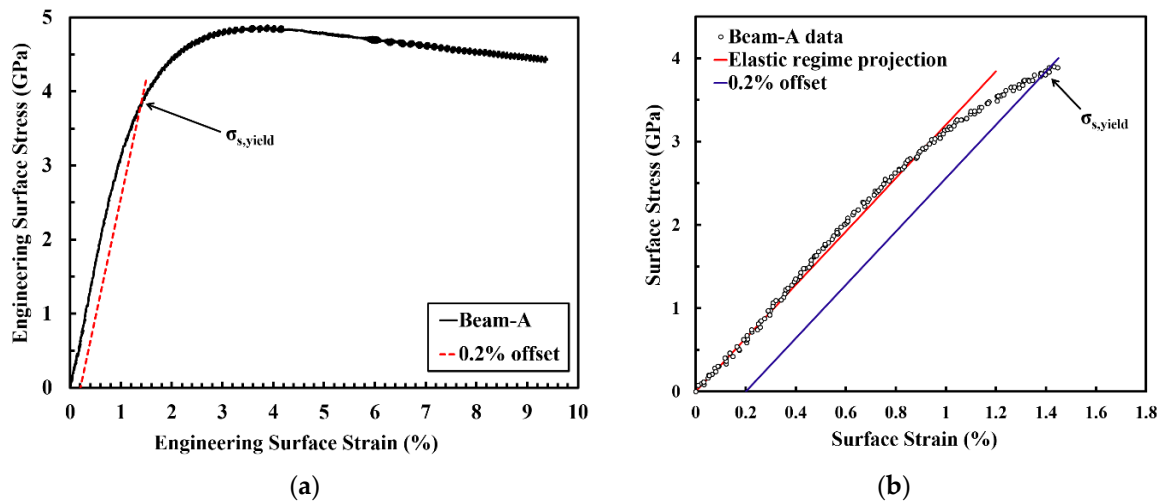 Engineering Surface Stress (GPa)
5
4
3
2
1
0
σs,yield
Beam-A
0.2% offset
0 1 2 3 4 5 6 7 8 9 10
Engineering Surface Strain (%)
(a)
Surface Stress (GPa)
4
3
2
1
0
Beam-A data
Elastic regime projection
0.2% offset
σs,yield
0 0.2 0.4 0.6 0.8 1 1.2 1.4 1.6 1.8
Surface Strain (%)
(b)